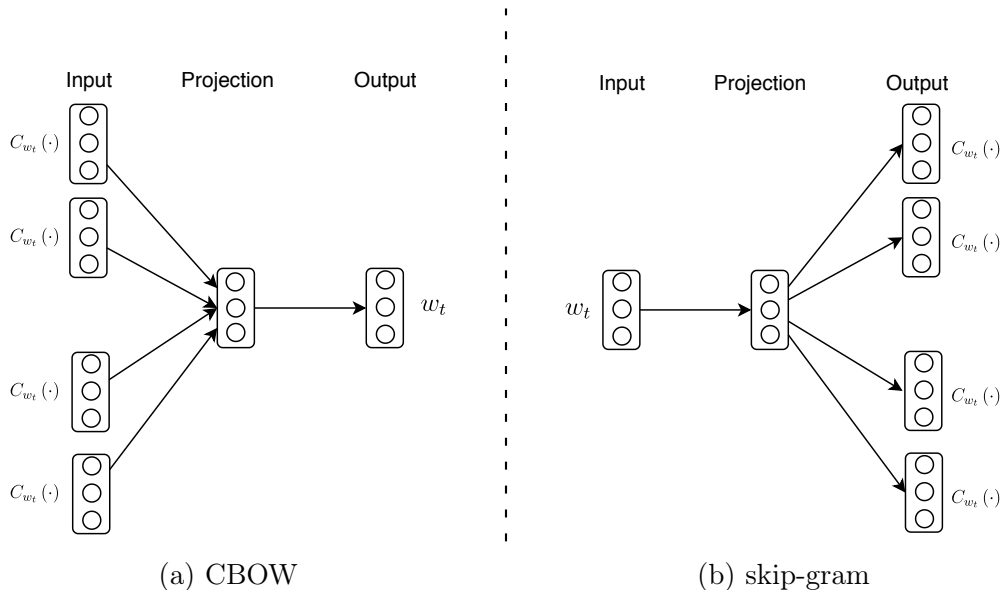 Input Projection Output
C_{w_t}(·)
C_{w_t}(·)
w_t
C_{w_t}(·)
C_{w_t}(·)
(a) CBOW
Input Projection Output
C_{w_t}(·)
C_{w_t}(·)
w_t
C_{w_t}(·)
C_{w_t}(·)
(b) skip-gram